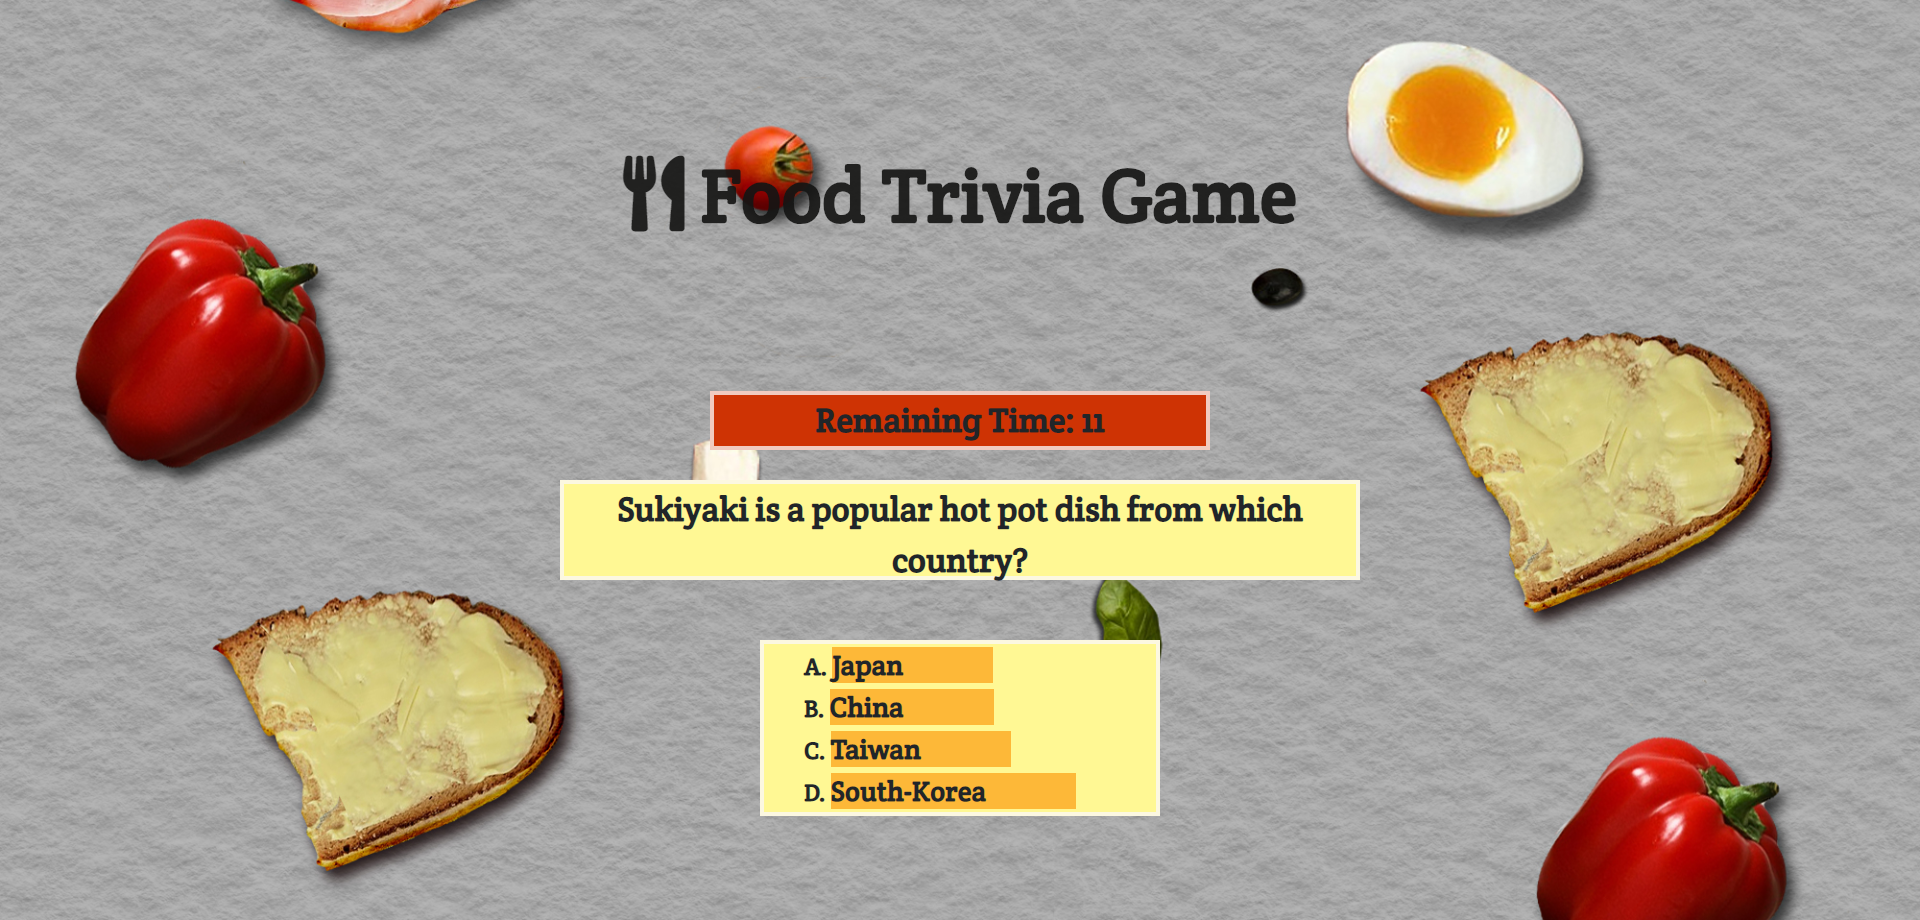 Food Trivia Game
Remaining Time: 11
Sukiyaki is a popular hot pot dish from which
country?
A. Japan
B. China
C. Taiwan
D. South-Korea